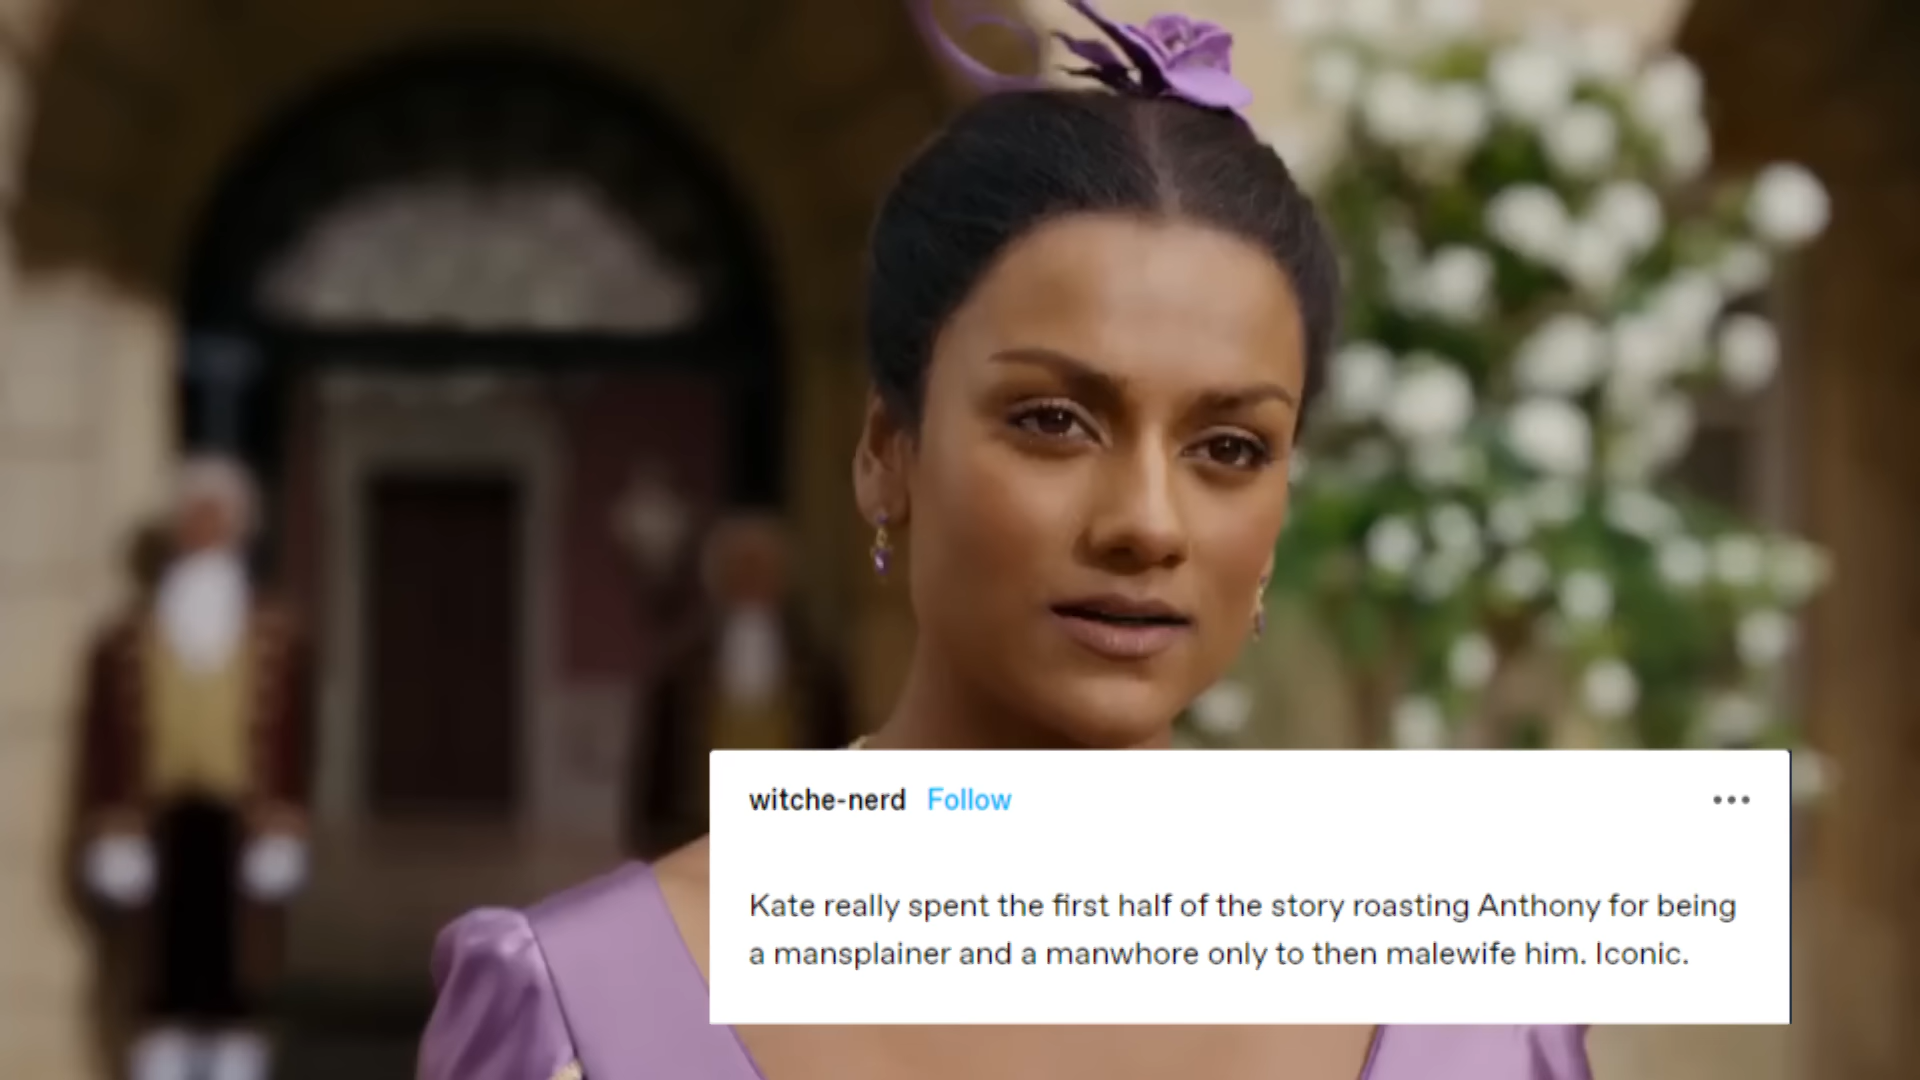 witche-nerd Follow
Kate really spent the first half of the story roasting Anthony for being
a mansplainer and a manwhore only to then malewife him. Iconic.